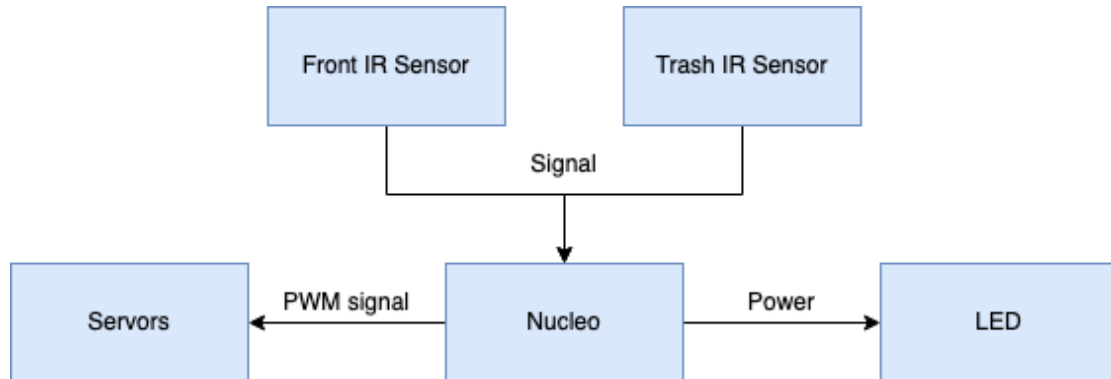 Front IR Sensor
Trash IR Sensor
Signal
Servors
PWM signal
Nucleo
Power
LED